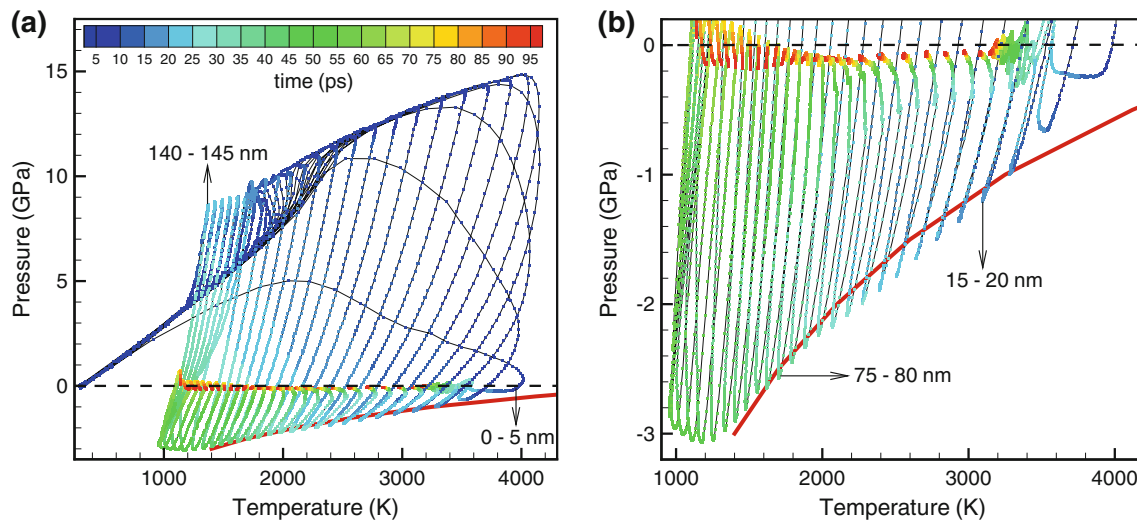 (a)
5 10 15 20 25 30 35 40 45 50 55 60 65 70 75 80 85 90 95
time (ps)
15
10
5
0
Pressure (GPa)
140 - 145 nm
0 - 5 nm
1000 2000 3000 4000
Temperature (K)
(b)
0
-1
-2
-3
Pressure (GPa)
15 - 20 nm
75 - 80 nm
1000 2000 3000 4000
Temperature (K)